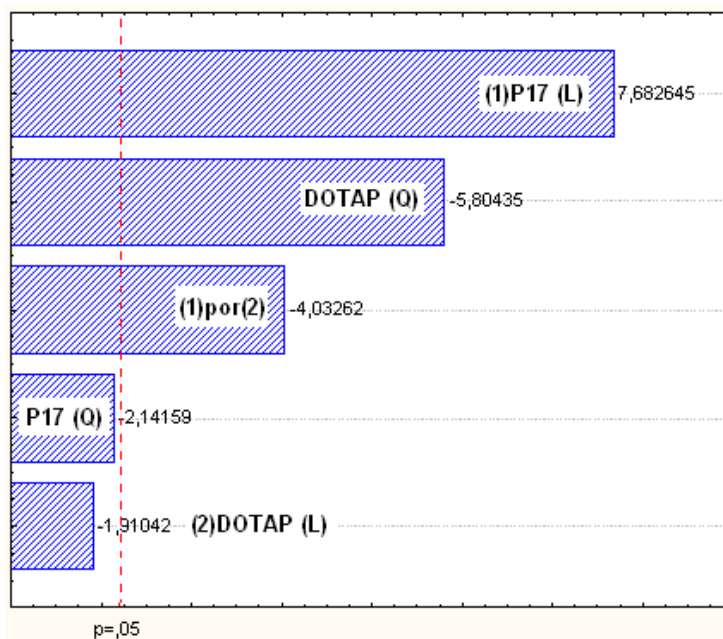 (1)P17 (L) 7,682645
DOTAP (Q) -5,80435
(1)por(2) -4,03262
P17 (Q) -2,14159
-1,91042 (2)DOTAP (L)
p=,05